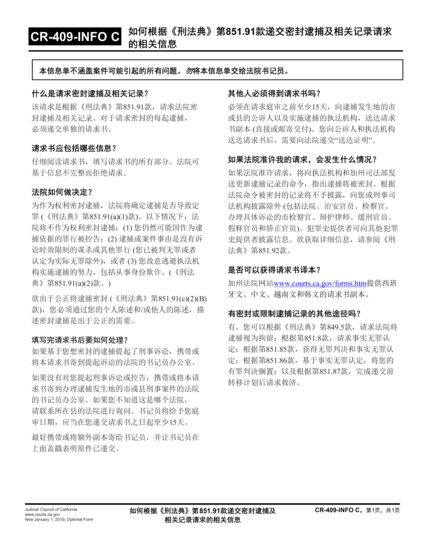 CR-409-INFO C
如何根据《刑法典》第851.91款递交密封逮捕及相关记录请求
的相关信息
本信息单不涵盖案件可能引起的所有问题。勿将本信息单交给法院书记员。
什么是请求密封逮捕及相关记录？
该请求是根据《刑法典》第851.91款，请求法院密
封逮捕及相关记录。对于请求密封的每起逮捕，
必须递交单独的请求书。
请求书应包括哪些信息？
仔细阅读请求书，填写请求书的所有部分。法院可
基于信息不完整而拒绝请求。
法院如何做决定？
为作为权利密封逮捕，法院将确定逮捕是否导致定
罪 (《刑法典》第851.91(a)(1)款)。以下情况下，法
院将不作为权利密封逮捕：(1) 您仍然可能因作为逮
捕依据的罪行被控告；(2) 逮捕或案件事由是没有诉
讼时效限制的谋杀或其他罪行 (您已被判无罪或者
认定为实际无罪除外)，或者 (3) 您故意逃避执法机
构实施逮捕的努力，包括从事身份欺诈。(《刑法
典》第851.91(a)(2)款。)
欲出于公正将逮捕密封 (《刑法典》第851.91(c)(2)(B)
款)，您必须通过您的个人陈述和/或他人的陈述，描
述密封逮捕是出于公正的需要。
填写完请求书后要如何处理？
如果基于您想密封的逮捕提起了刑事诉讼，携带或
将本请求书寄到提起诉讼的法院的书记员办公室。
如果没有对您提起刑事诉讼或控告，携带或将本请
求书寄到办理逮捕发生地的市或县刑事案件的法院
的书记员办公室。如果您不知道这是哪个法院，
请联系所在县的法院进行询问。书记员将给予您庭
审日期，应当在您递交请求书之日起至少15天。
最好携带或将额外副本寄给书记员，并让书记员在
上面盖戳表明原件已递交。
其他人必须得到请求书吗？
必须在请求庭审之前至少15天，向逮捕发生地的市
或县的公诉人以及实施逮捕的执法机构，送达请求
书副本 (直接或邮寄交付)。您向公诉人和执法机构
送达请求书后，需要向法院递交“送达证明”。
如果法院准许我的请求，会发生什么情况？
如果法院准许请求，将向执法机构和加州司法部发
送更新逮捕记录的命令，指出逮捕将被密封。根据
法院命令被密封的记录将不予披露，向您或刑事司
法机构披露除外 (包括法院、治安官员、检察官、
办理具体诉讼的市检察官、辩护律师、缓刑官员、
假释官员和矫正官员)。犯罪史提供者可向其他犯罪
史提供者披露信息。欲获取详细信息，请参阅《刑
法典》第851.92款。
是否可以获得请求书译本？
加州法院网站www.courts.ca.gov/forms.htm提供西班
牙文、中文、越南文和韩文的请求书副本。
有密封或限制逮捕记录的其他途径吗？
有。您可以根据《刑法典》第849.5款，请求法院将
逮捕视为拘留；根据第851.8款，请求事实无罪认
定；根据第851.85款，获得无罪判决和事实无罪认
定；根据第851.86款，基于事实无罪认定，将您的
有罪判决搁置；以及根据第851.87款，完成递交前
转移计划后请求救济。
Judicial Council of California
www.courts.ca.gov
New January 1, 2019, Optional Form
如何根据《刑法典》第851.91款递交密封逮捕及
相关记录请求的相关信息
CR-409-INFO C，第1页，共1页